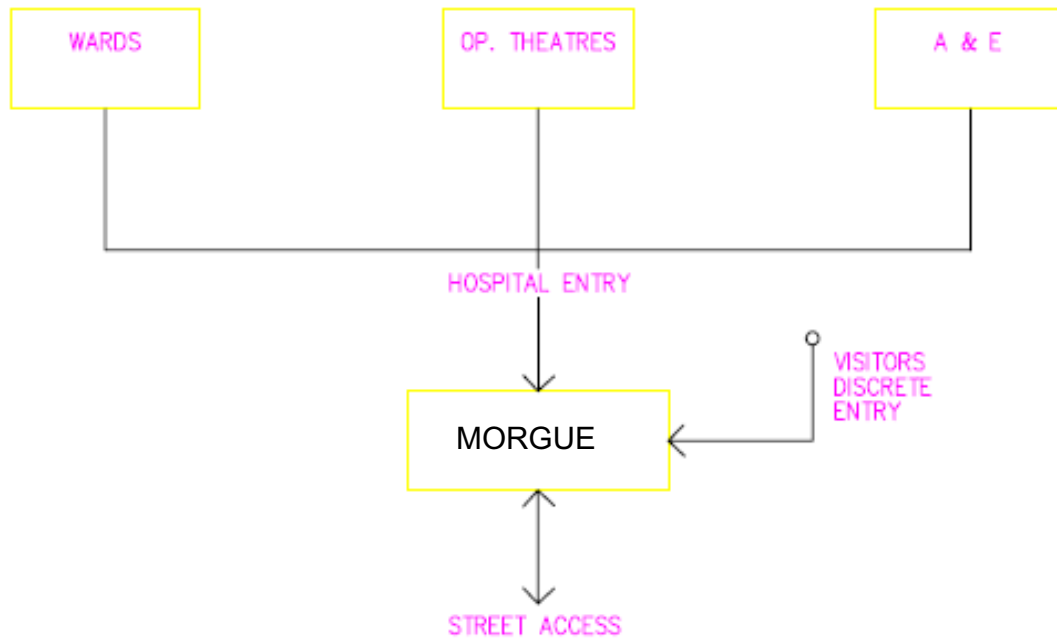 WARDS
OP. THEATRES
A & E
HOSPITAL ENTRY
VISITORS
DISCRETE
ENTRY
MORGUE
STREET ACCESS